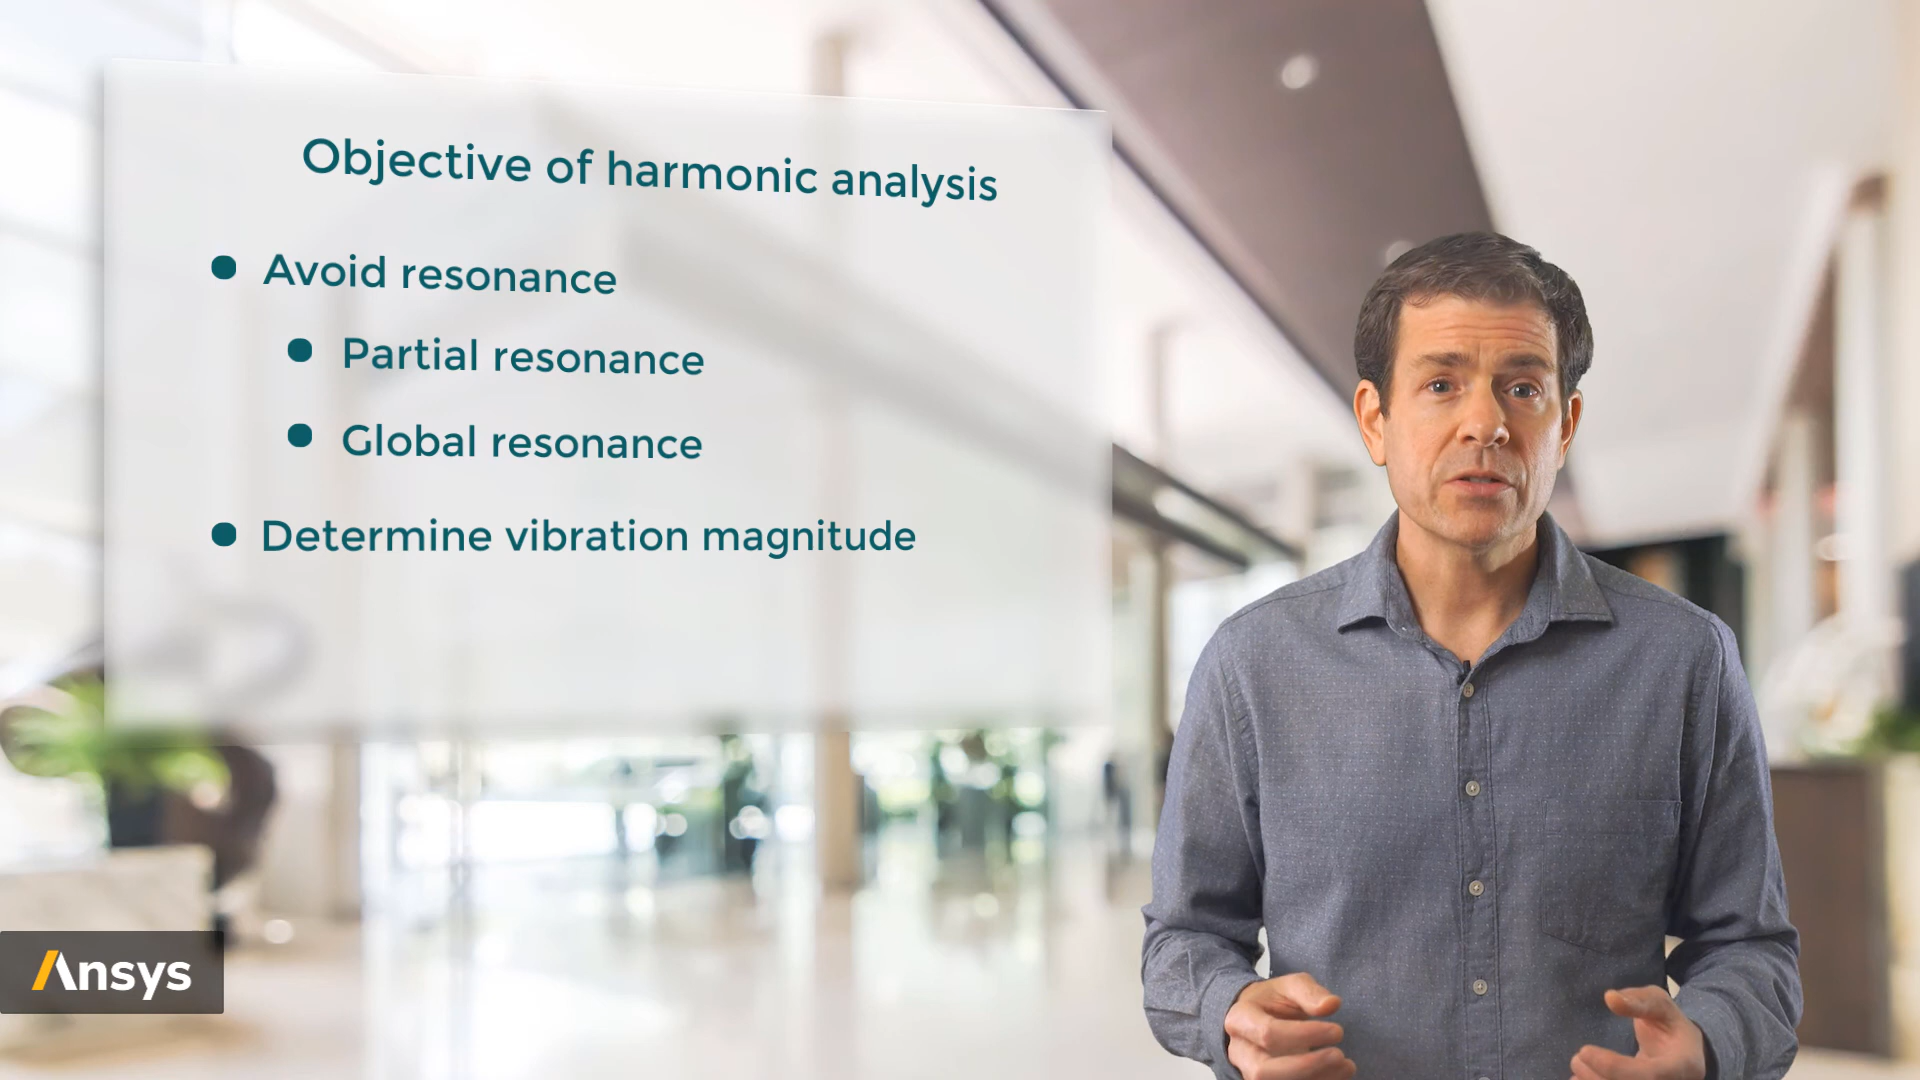 Objective of harmonic analysis
Avoid resonance
Partial resonance
Global resonance
Determine vibration magnitude
Ansys